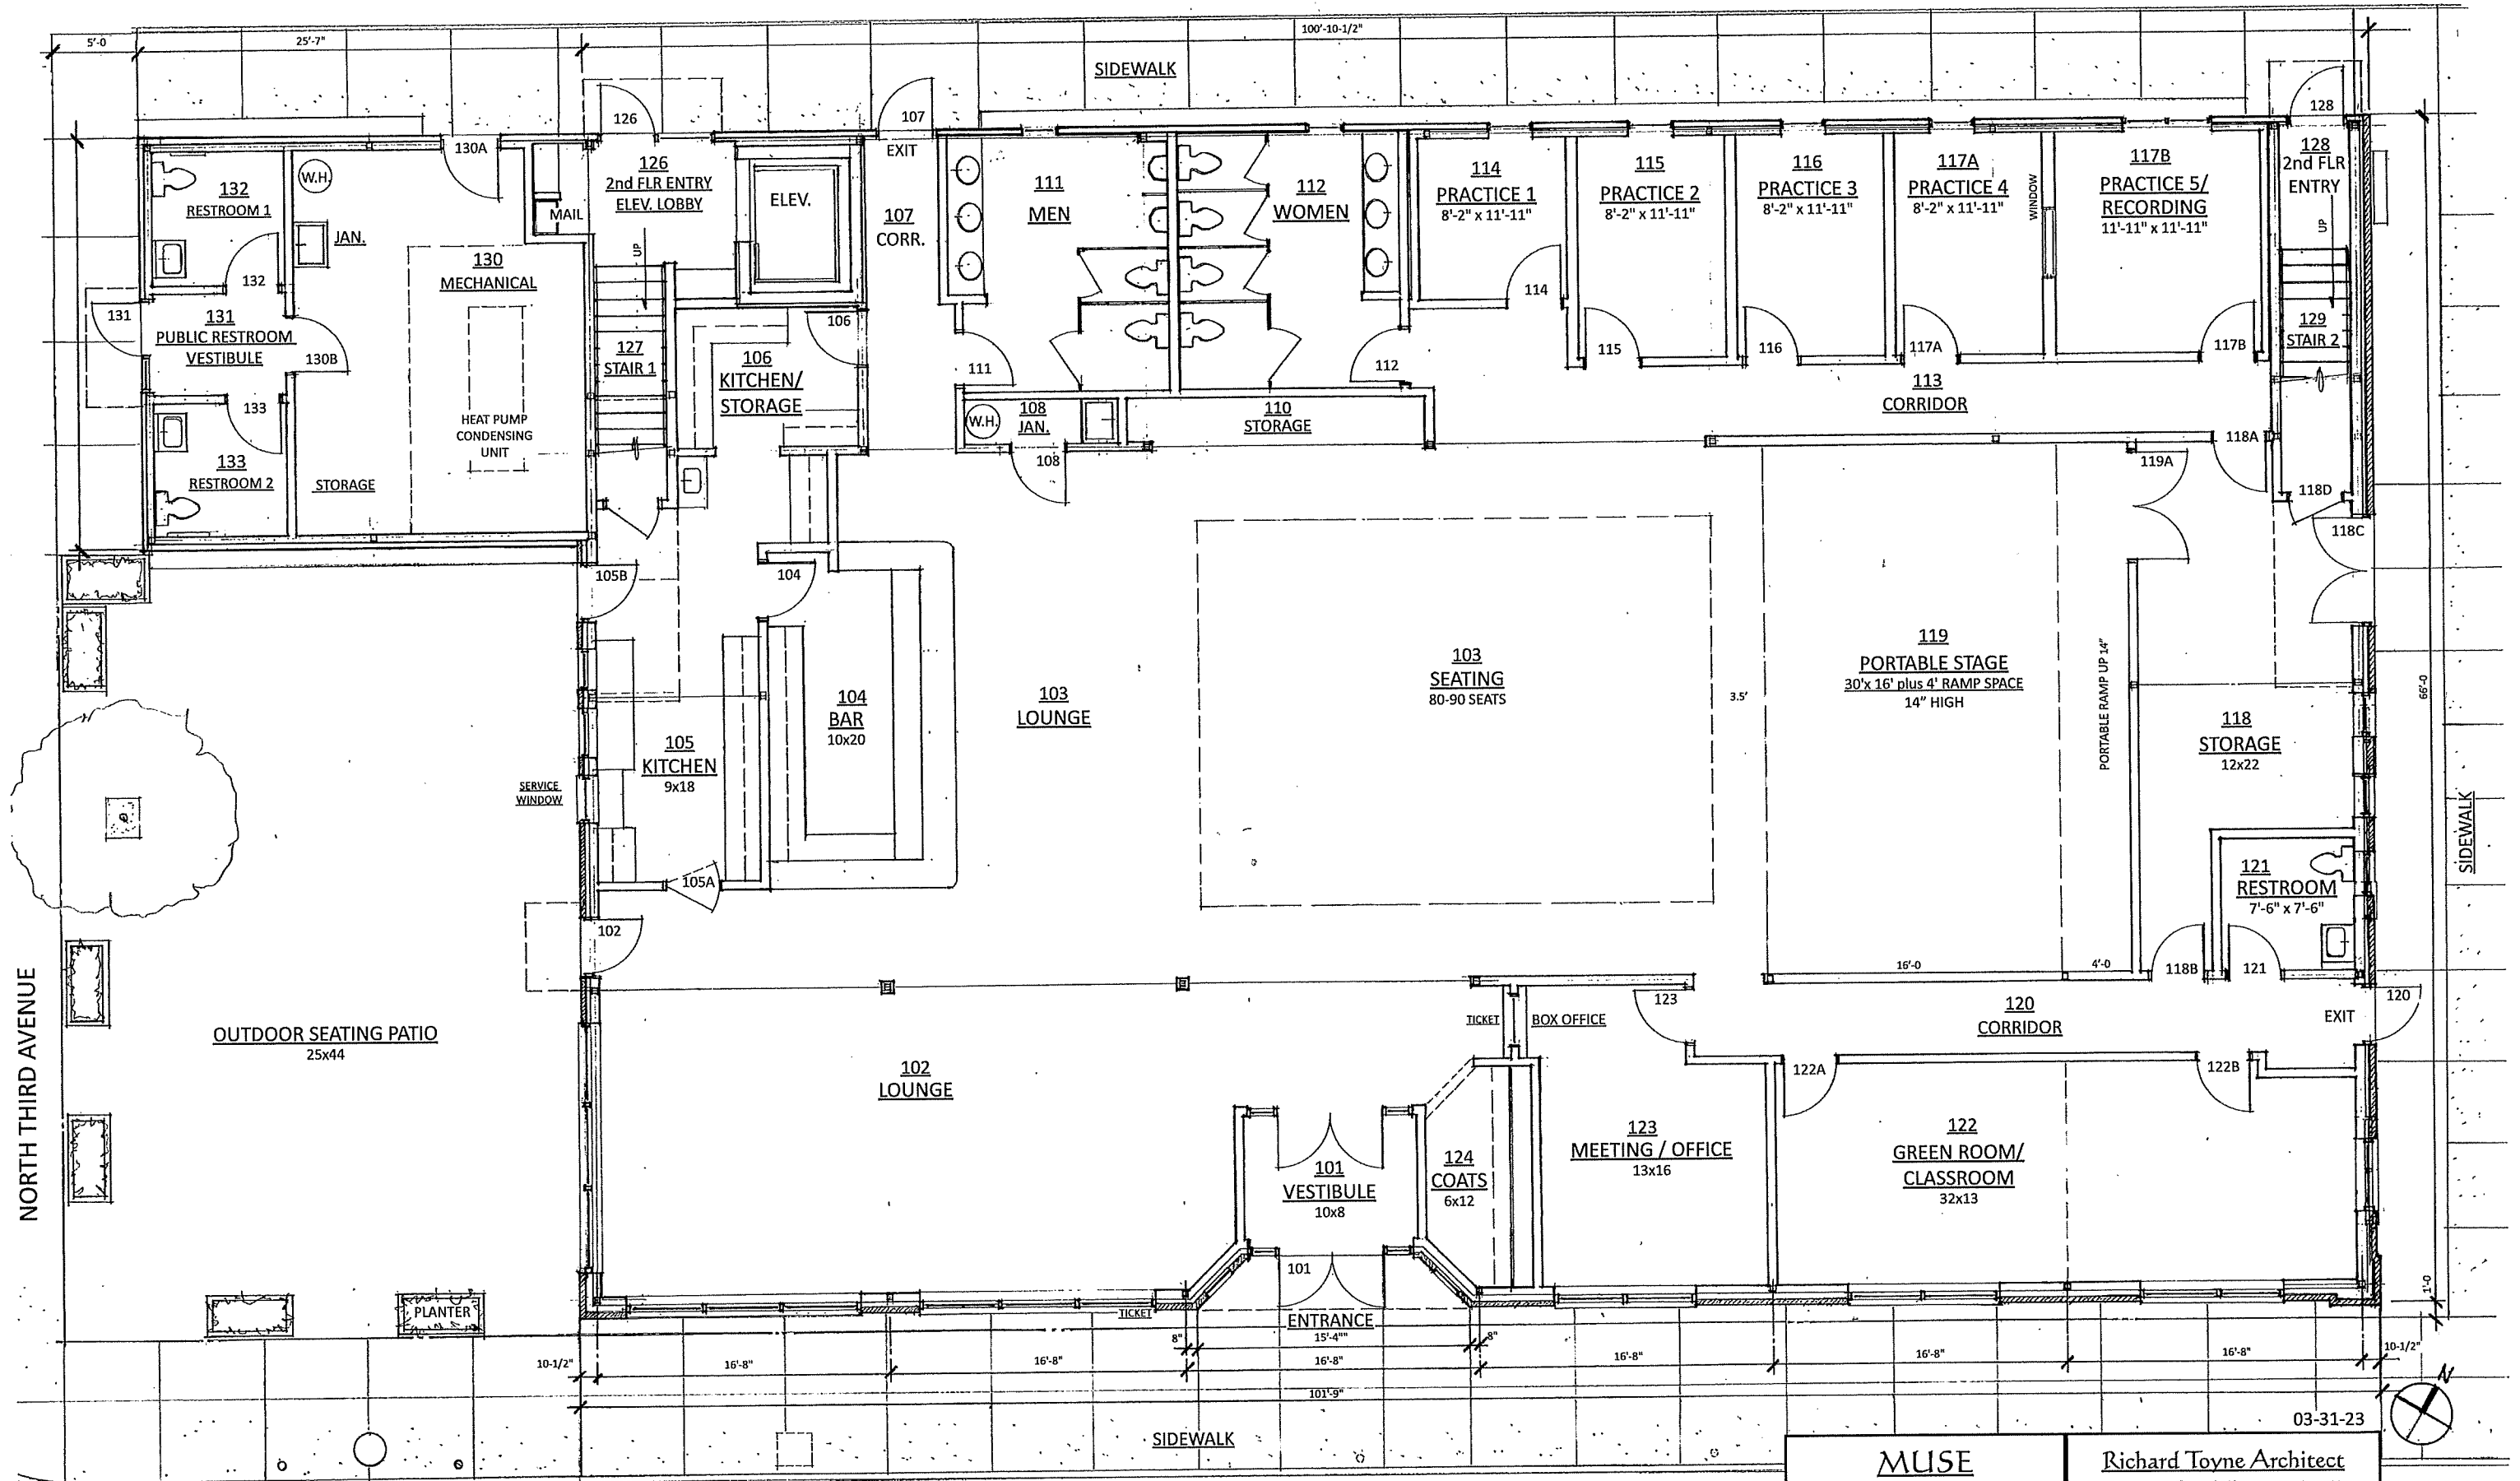 5'-0
25'-7"
100'-10-1/2"
SIDEWALK
126
107
EXIT
128
130A
W.H.
132
RESTROOM 1
JAN.
MAIL
126
2nd FLR ENTRY
ELEV. LOBBY
UP
ELEV.
107
CORR.
111
MEN
112
WOMEN
114
PRACTICE 1
8'-2" x 11'-11"
115
PRACTICE 2
8'-2" x 11'-11"
116
PRACTICE 3
8'-2" x 11'-11"
117A
PRACTICE 4
8'-2" x 11'-11"
WINDOW
117B
PRACTICE 5/
RECORDING
11'-11" x 11'-11"
128
2nd FLR
ENTRY
UP
132
130
MECHANICAL
131
131
PUBLIC RESTROOM
VESTIBULE
130B
127
STAIR 1
106
106
KITCHEN/
STORAGE
111
112
114
115
116
117A
117B
129
STAIR 2
133
133
RESTROOM 2
STORAGE
HEAT PUMP
CONDENSING
UNIT
W.H.
108
JAN.
108
110
STORAGE
113
CORRIDOR
118A
119A
118D
118C
105B
104
104
BAR
10x20
103
LOUNGE
103
SEATING
80-90 SEATS
3.5'
119
PORTABLE STAGE
30'x 16' plus 4' RAMP SPACE
14" HIGH
PORTABLE RAMP UP 14"
118
STORAGE
12x22
66'-0
SERVICE
WINDOW
105
KITCHEN
9x18
105A
121
RESTROOM
7'-6" x 7'-6"
SIDEWALK
102
16'-0
4'-0
118B
121
NORTH THIRD AVENUE
OUTDOOR SEATING PATIO
25x44
102
LOUNGE
TICKET
BOX OFFICE
123
120
CORRIDOR
EXIT
120
122A
122B
101
VESTIBULE
10x8
124
COATS
6x12
123
MEETING / OFFICE
13x16
122
GREEN ROOM/
CLASSROOM
32x13
101
PLANTER
TICKET
ENTRANCE
1'-0
8"
15'-4""
8"
10-1/2"
16'-8"
16'-8"
16'-8"
16'-8"
16'-8"
16'-8"
10-1/2"
101'-9"
N
03-31-23
SIDEWALK
MUSE
Richard Toyne Architect